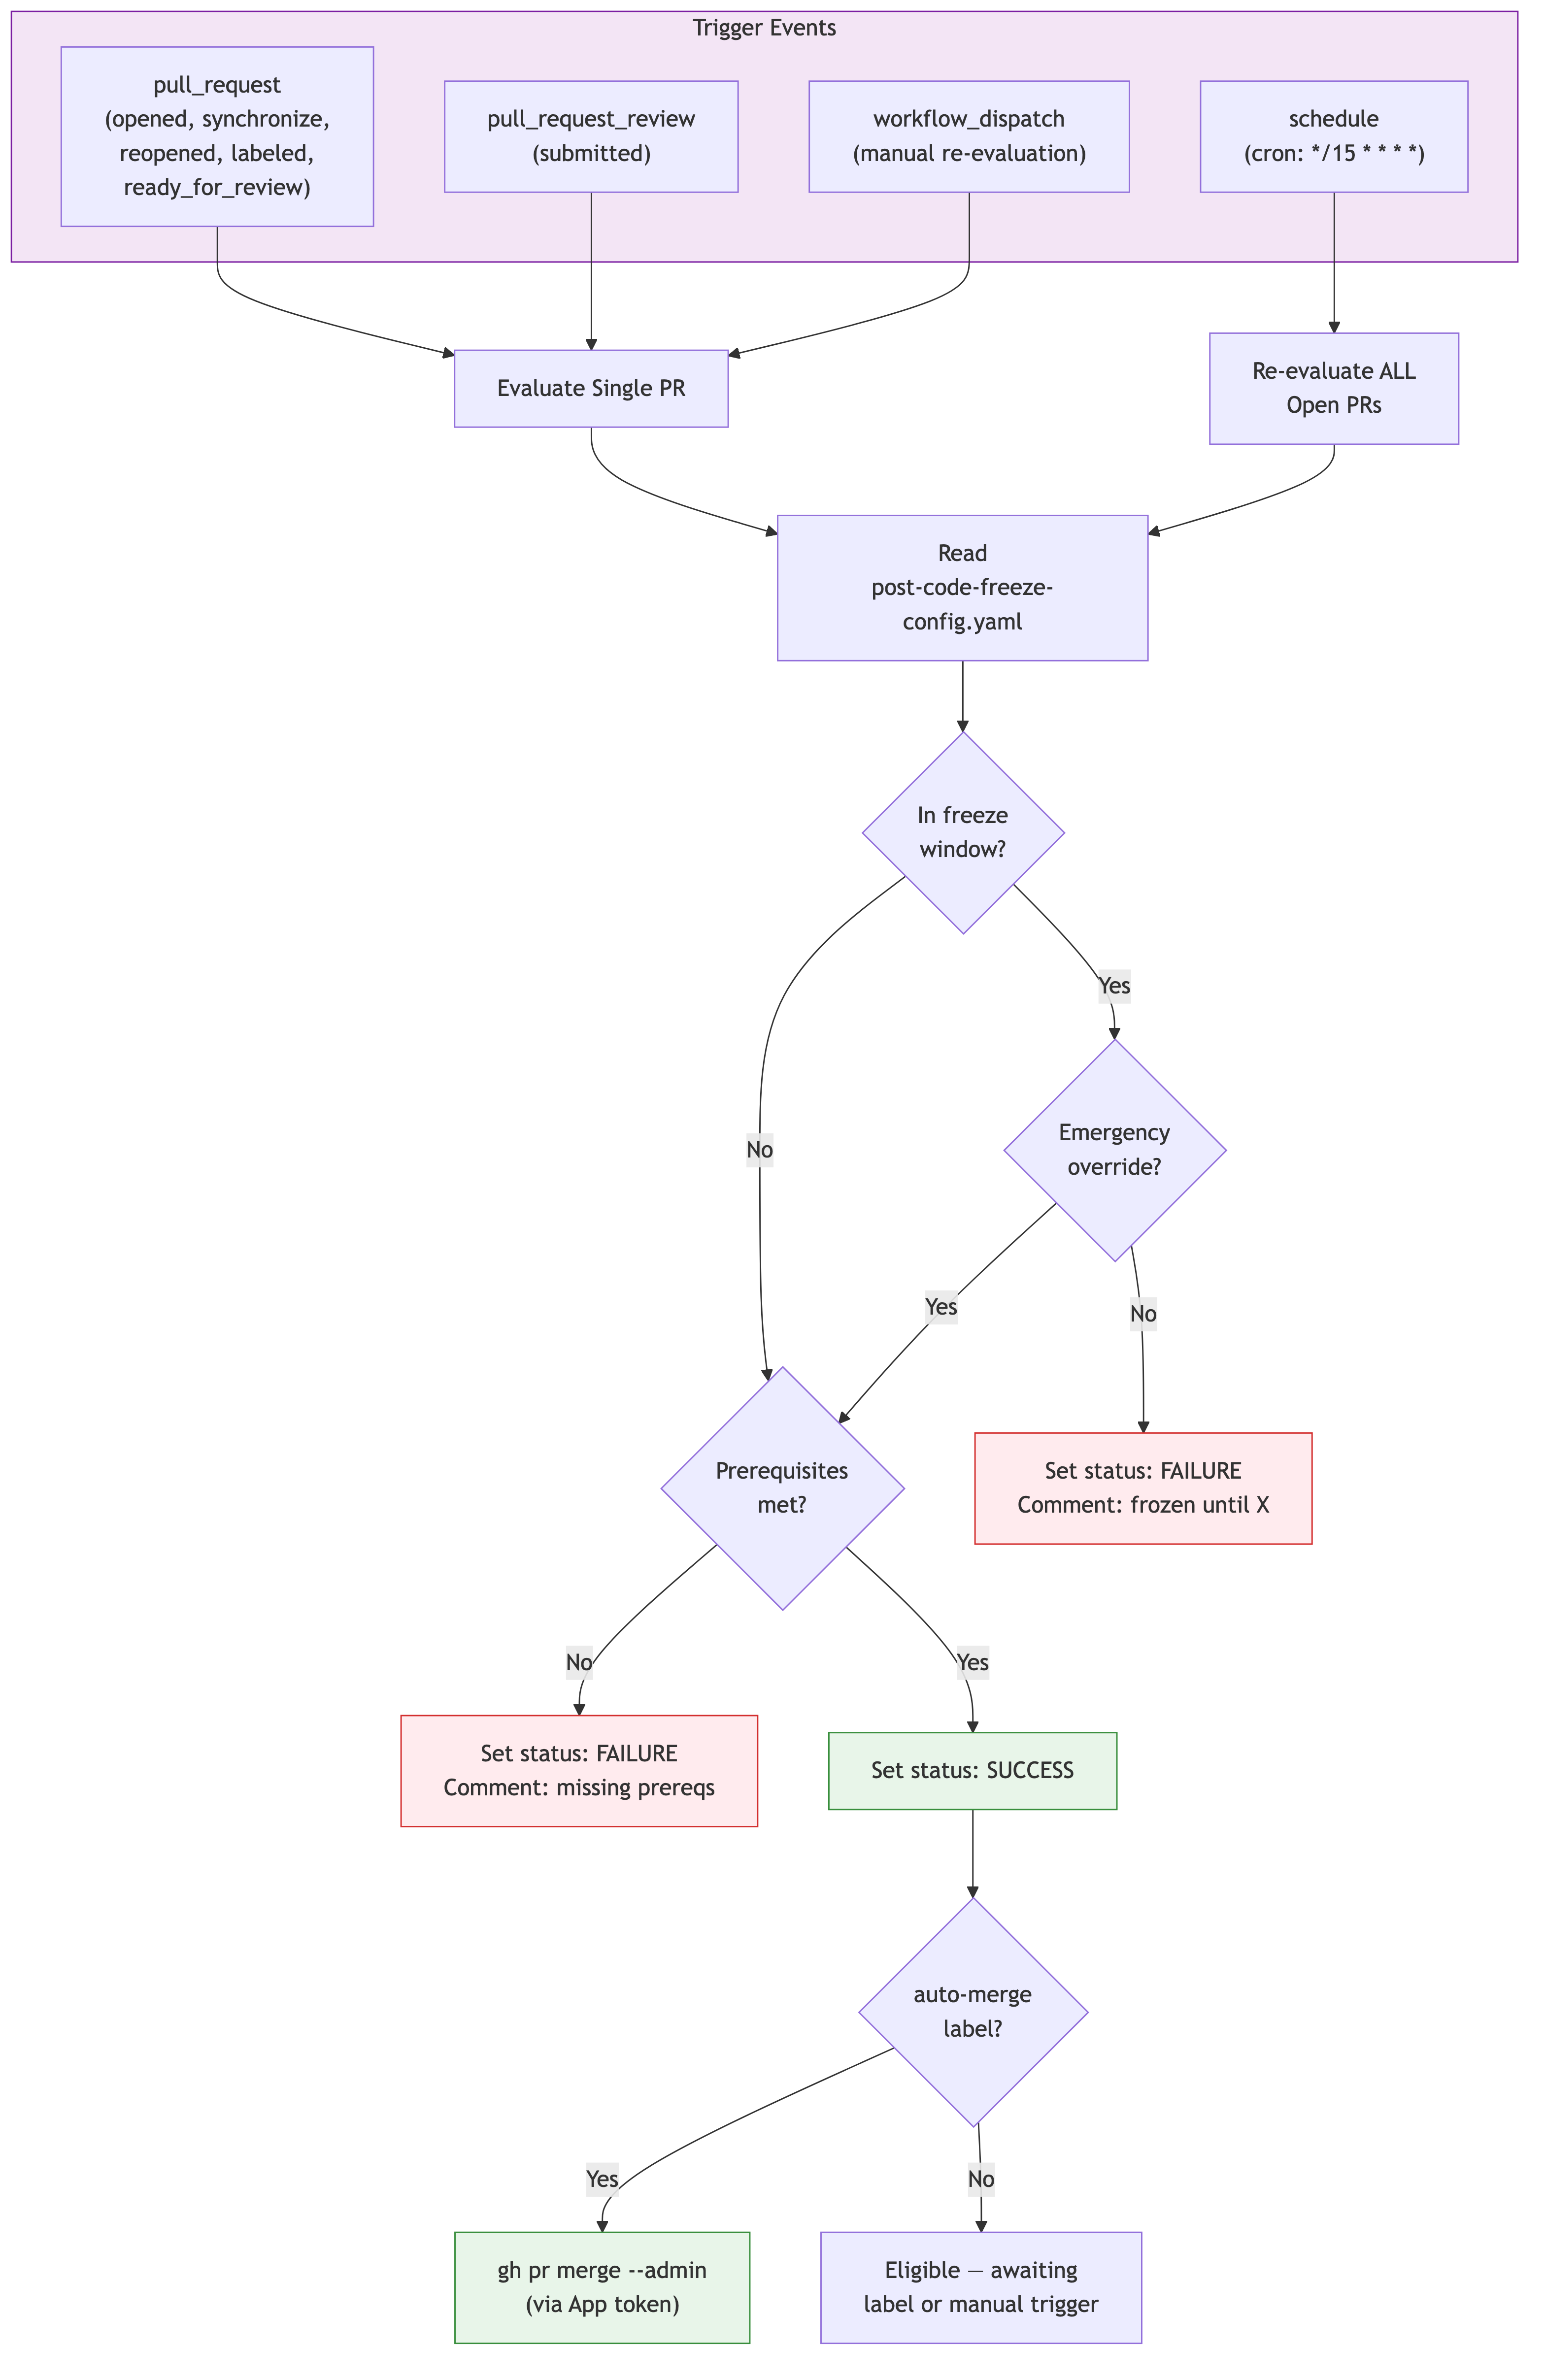 Trigger Events
pull_request
(opened, synchronize,
reopened, labeled,
ready_for_review)
pull_request_review
(submitted)
workflow_dispatch
(manual re-evaluation)
schedule
(cron: */15 * * * *)
Evaluate Single PR
Re-evaluate ALL
Open PRs
Read
post-code-freeze-
config.yaml
In freeze
window?
Yes
No
Emergency
override?
Yes
No
Prerequisites
met?
Set status: FAILURE
Comment: frozen until X
No
Yes
Set status: FAILURE
Comment: missing prereqs
Set status: SUCCESS
auto-merge
label?
Yes
No
gh pr merge --admin
(via App token)
Eligible — awaiting
label or manual trigger